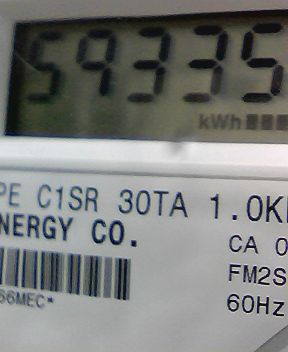 59335
kWh
PE C1SR 30TA 1.0K
NERGY CO.
CA 0
FM2S
56MEC*
60Hz